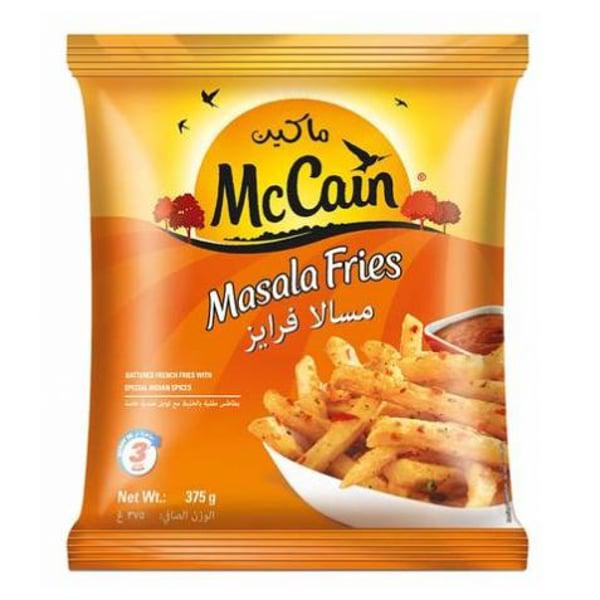 ماكين
McCain®
Masala Fries
مسالا فرايز
BATTERED FRENCH FRIES WITH
SPECIAL INDIAN SPICES
3
Net Wt.: 375 g
الوزن الصافي: ٣٧٥ غ